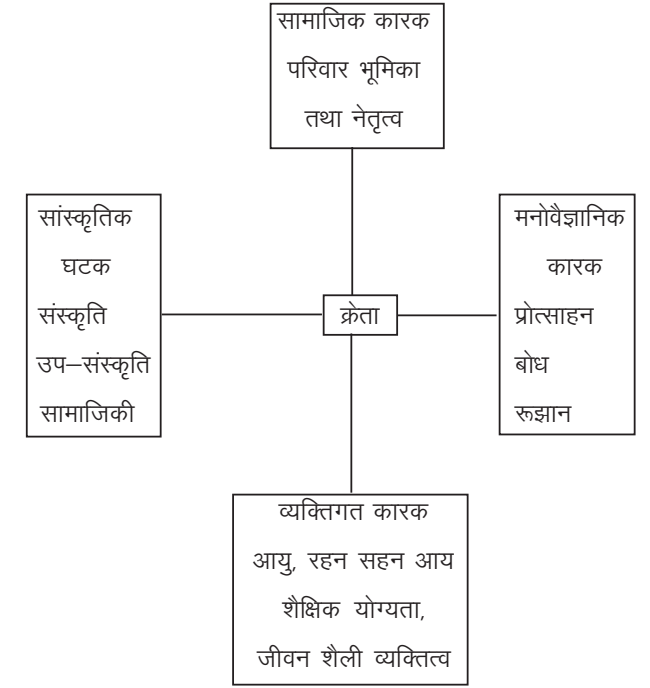 सामाजिक कारक
परिवार भूमिका
तथा नेतृत्व
सांस्कृतिक
घटक
संस्कृति
उप–संस्कृति
सामाजिकी
क्रेता
मनोवैज्ञानिक
कारक
प्रोत्साहन
बोध
रूझान
व्यक्तिगत कारक
आयु, रहन सहन आय
शैक्षिक योग्यता,
जीवन शैली व्यक्तित्व